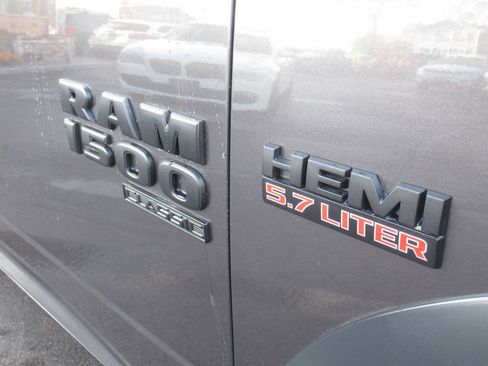 RAM
1500
CLASSIC
HEMI
5.7 LITER